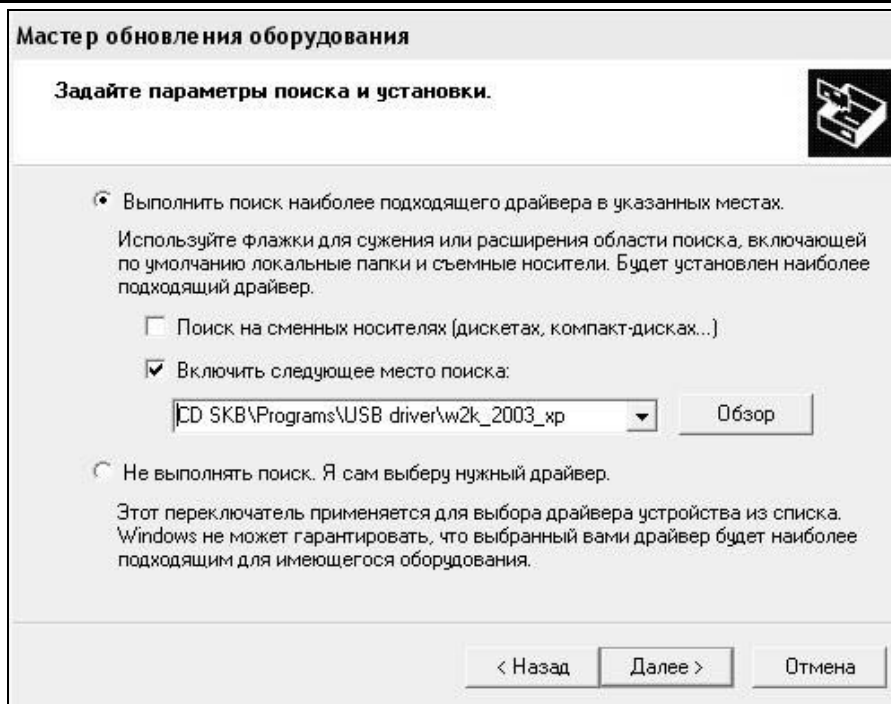 Мастер обновления оборудования
Задайте параметры поиска и установки.
Выполнить поиск наиболее подходящего драйвера в указанных местах.
Используйте флажки для сужения или расширения области поиска, включающей
по умолчанию локальные папки и съемные носители. Будет установлен наиболее
подходящий драйвер.
Поиск на сменных носителях (дискетах, компакт-дисках...)
Включить следующее место поиска:
CD SKB\Programs\USB driver\w2k_2003_xp
Обзор
Не выполнять поиск. Я сам выберу нужный драйвер.
Этот переключатель применяется для выбора драйвера устройства из списка.
Windows не может гарантировать, что выбранный вами драйвер будет наиболее
подходящим для имеющегося оборудования.
< Назад Далее > Отмена